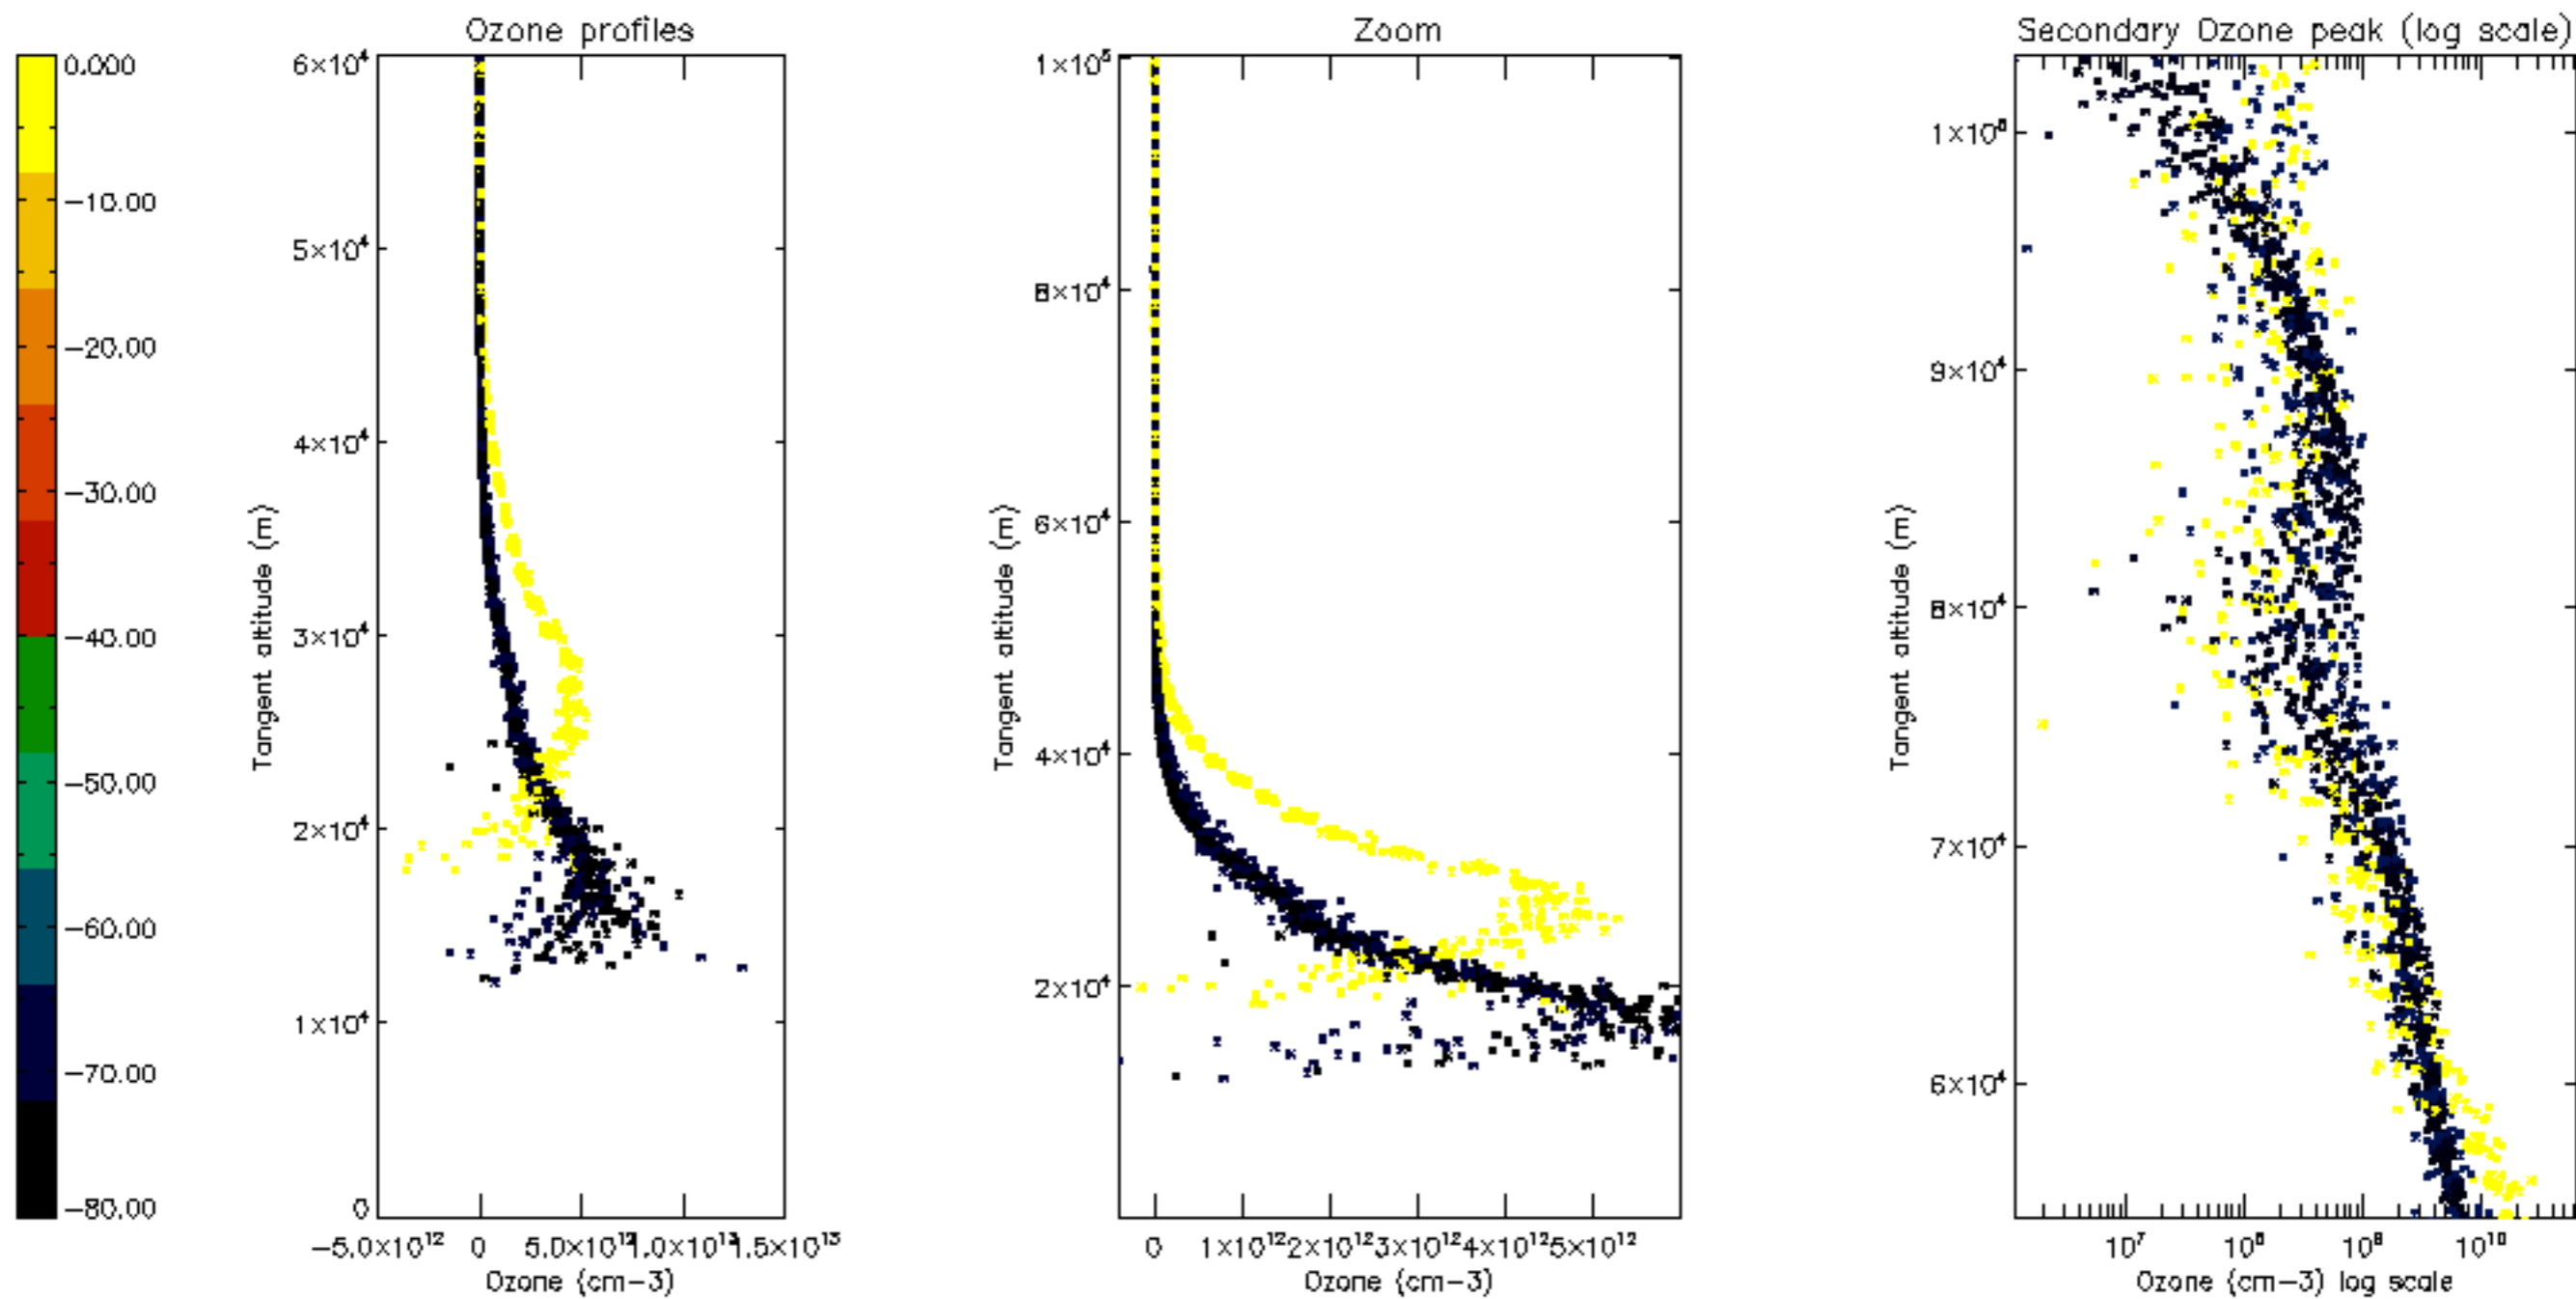 Ozone profiles
Zoom
Secondary Ozone peak (log scale)
0.000
−10.00
−20.00
−30.00
−40.00
−50.00
−60.00
−70.00
−80.00
6×10⁴
5×10⁴
4×10⁴
3×10⁴
2×10⁴
1×10⁴
0
Tangent altitude (m)
−5.0×10¹² 0 5.0×10¹² 1.0×10¹³ 1.5×10¹³
Ozone (cm−3)
1×10⁵
8×10⁴
6×10⁴
4×10⁴
2×10⁴
Tangent altitude (m)
0 1×10¹² 2×10¹² 3×10¹² 4×10¹² 5×10¹²
Ozone (cm−3)
1×10⁵
9×10⁴
8×10⁴
7×10⁴
6×10⁴
Tangent altitude (m)
10⁷ 10⁸ 10⁹ 10¹⁰
Ozone (cm−3) log scale